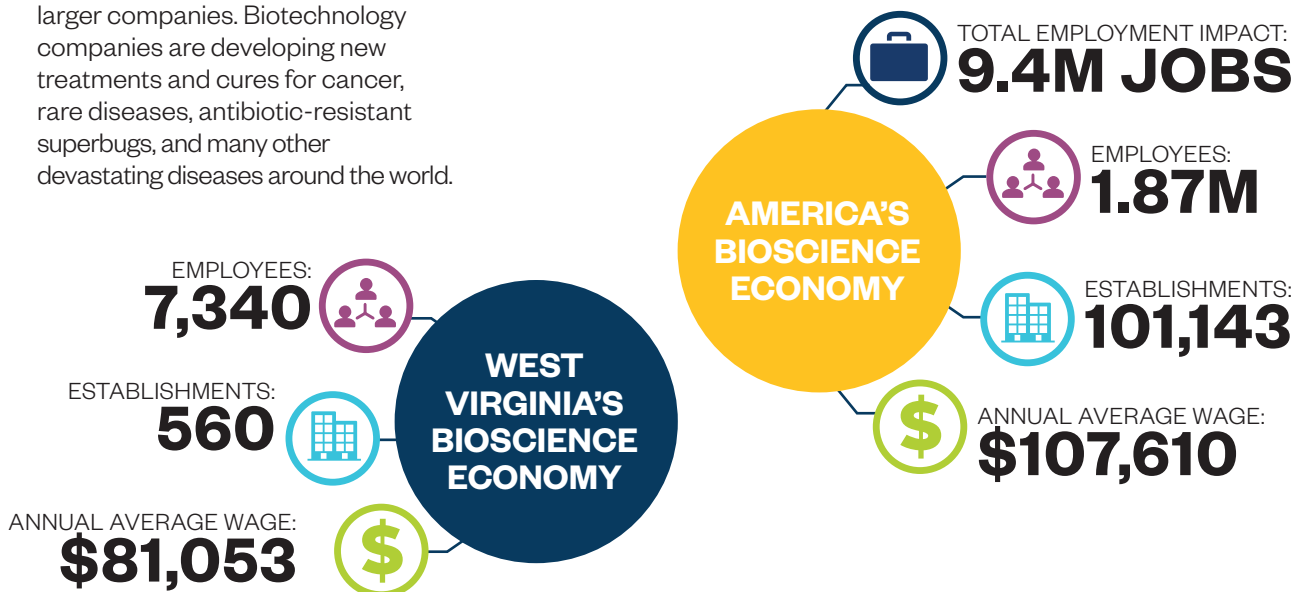 larger companies. Biotechnology
companies are developing new
treatments and cures for cancer,
rare diseases, antibiotic-resistant
superbugs, and many other
devastating diseases around the world.
TOTAL EMPLOYMENT IMPACT:
9.4M JOBS
EMPLOYEES:
1.87M
AMERICA'S
BIOSCIENCE
ECONOMY
ESTABLISHMENTS:
101,143
ANNUAL AVERAGE WAGE:
$107,610
EMPLOYEES:
7,340
WEST
VIRGINIA'S
BIOSCIENCE
ECONOMY
ESTABLISHMENTS:
560
ANNUAL AVERAGE WAGE:
$81,053
$
$